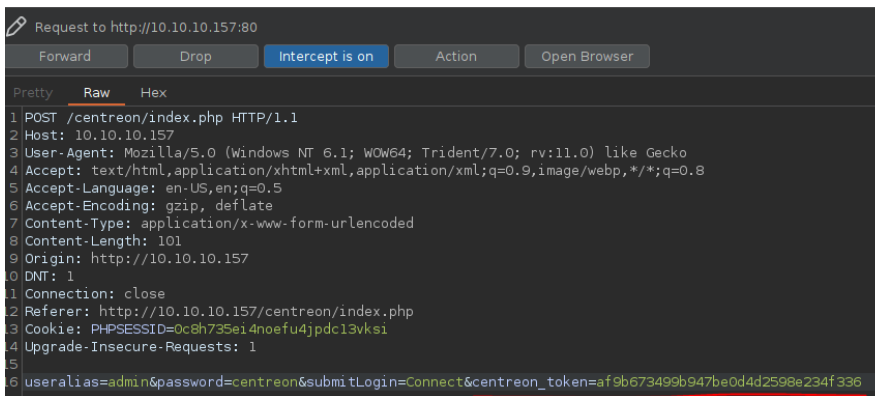 Request to http://10.10.10.157:80
Forward Drop Intercept is on Action Open Browser
Pretty Raw Hex
1 POST /centreon/index.php HTTP/1.1
2 Host: 10.10.10.157
3 User-Agent: Mozilla/5.0 (Windows NT 6.1; WOW64; Trident/7.0; rv:11.0) like Gecko
4 Accept: text/html,application/xhtml+xml,application/xml;q=0.9,image/webp,*/*;q=0.8
5 Accept-Language: en-US,en;q=0.5
6 Accept-Encoding: gzip, deflate
7 Content-Type: application/x-www-form-urlencoded
8 Content-Length: 101
9 Origin: http://10.10.10.157
10 DNT: 1
11 Connection: close
12 Referer: http://10.10.10.157/centreon/index.php
13 Cookie: PHPSESSID=0c8h735ei4noefu4jpdc13vksi
14 Upgrade-Insecure-Requests: 1
15
16 useralias=admin&password=centreon&submitLogin=Connect&centreon_token=af9b673499b947be0d4d2598e234f336